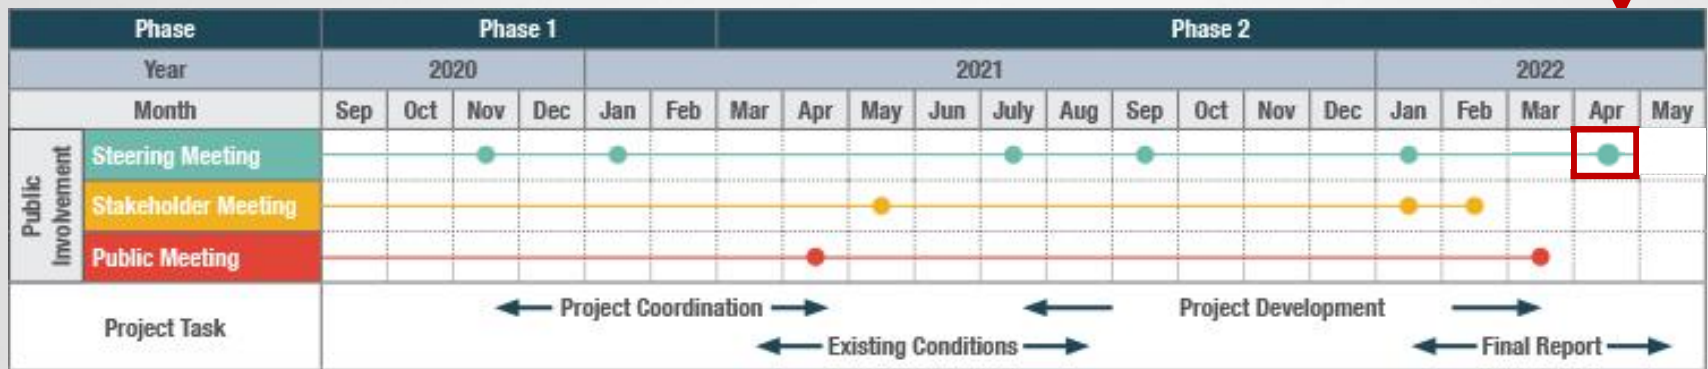 Phase Phase 1 Phase 2
Year 2020 2021 2022
Month Sep Oct Nov Dec Jan Feb Mar Apr May Jun July Aug Sep Oct Nov Dec Jan Feb Mar Apr May
Public
Involvement
Steering Meeting
Stakeholder Meeting
Public Meeting
Project Task
Project Coordination Project Development
Existing Conditions Final Report